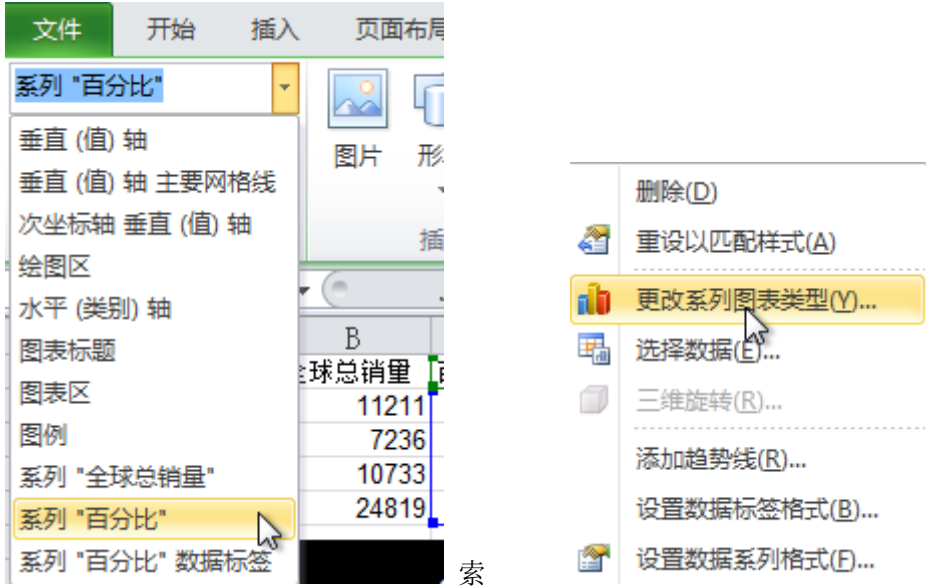 文件 开始 插入 页面布局
系列 "百分比"
图片
垂直 (值) 轴
垂直 (值) 轴 主要网格线
次坐标轴 垂直 (值) 轴
绘图区
水平 (类别) 轴
图表标题
图表区
图例
系列 "全球总销量"
系列 "百分比"
系列 "百分比" 数据标签
B
球总销量
11211
7236
10733
24819
索
删除(D)
重设以匹配样式(A)
更改系列图表类型(Y)...
选择数据(E)...
三维旋转(R)...
添加趋势线(R)...
设置数据标签格式(B)...
设置数据系列格式(F)...